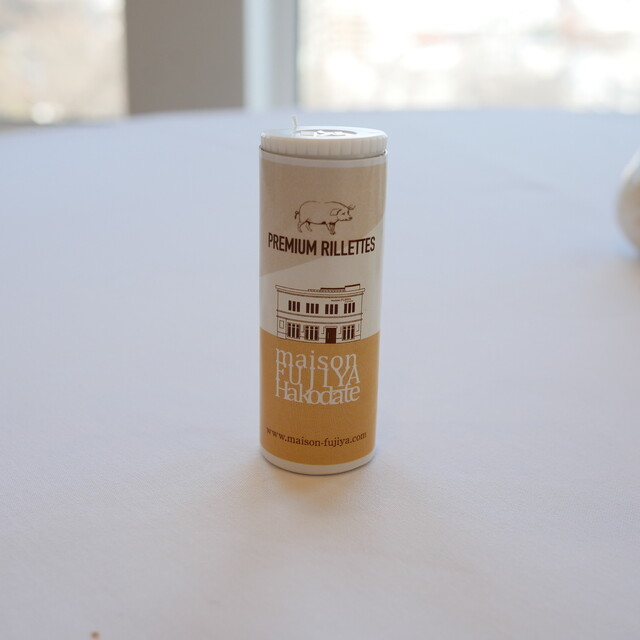 PREMIUM RILLETTES
maison
FUJIYA
Hakodate
www.maison-fujiya.com